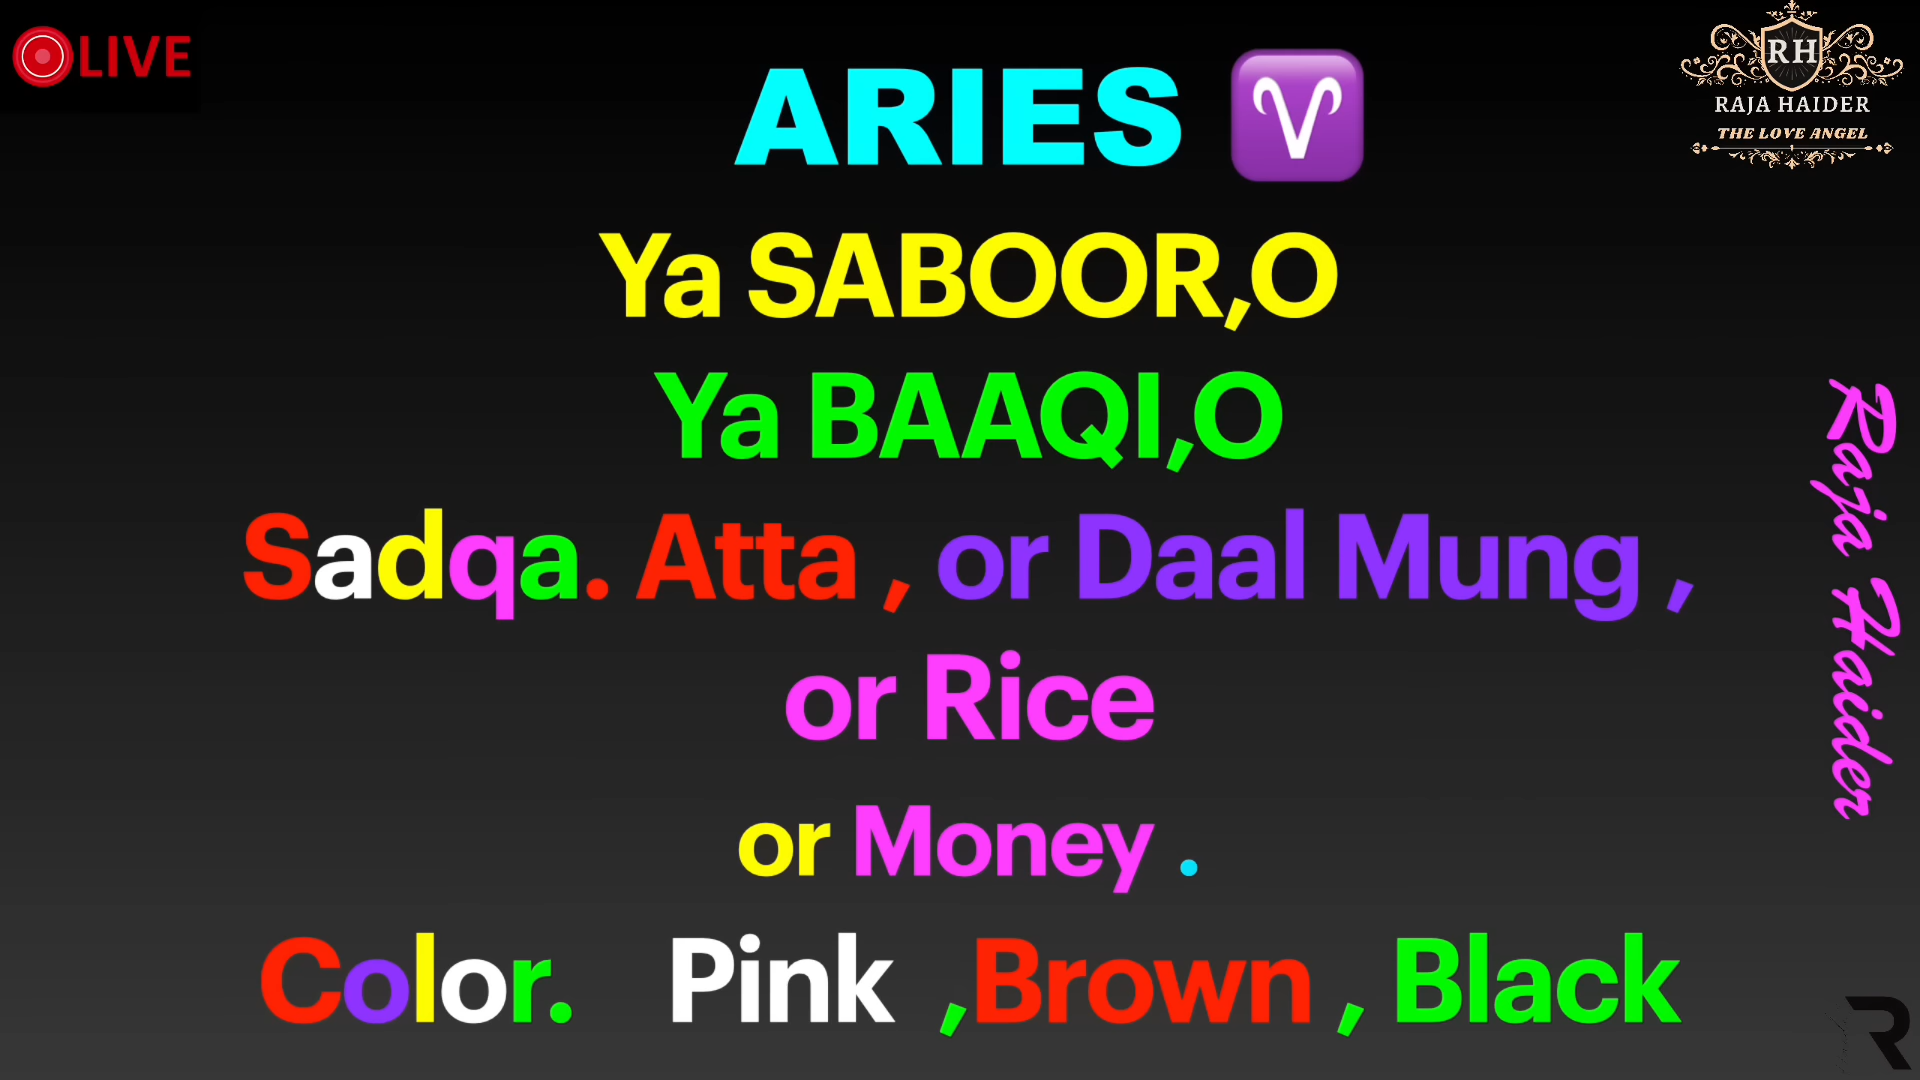 LIVE
ARIES ♈
RH
RAJA HAIDER
THE LOVE ANGEL
Ya SABOOR,O
Ya BAAQI,O
Sadqa. Atta , or Daal Mung ,
or Rice
or Money .
Color. Pink ,Brown , Black
Raja Haider
R